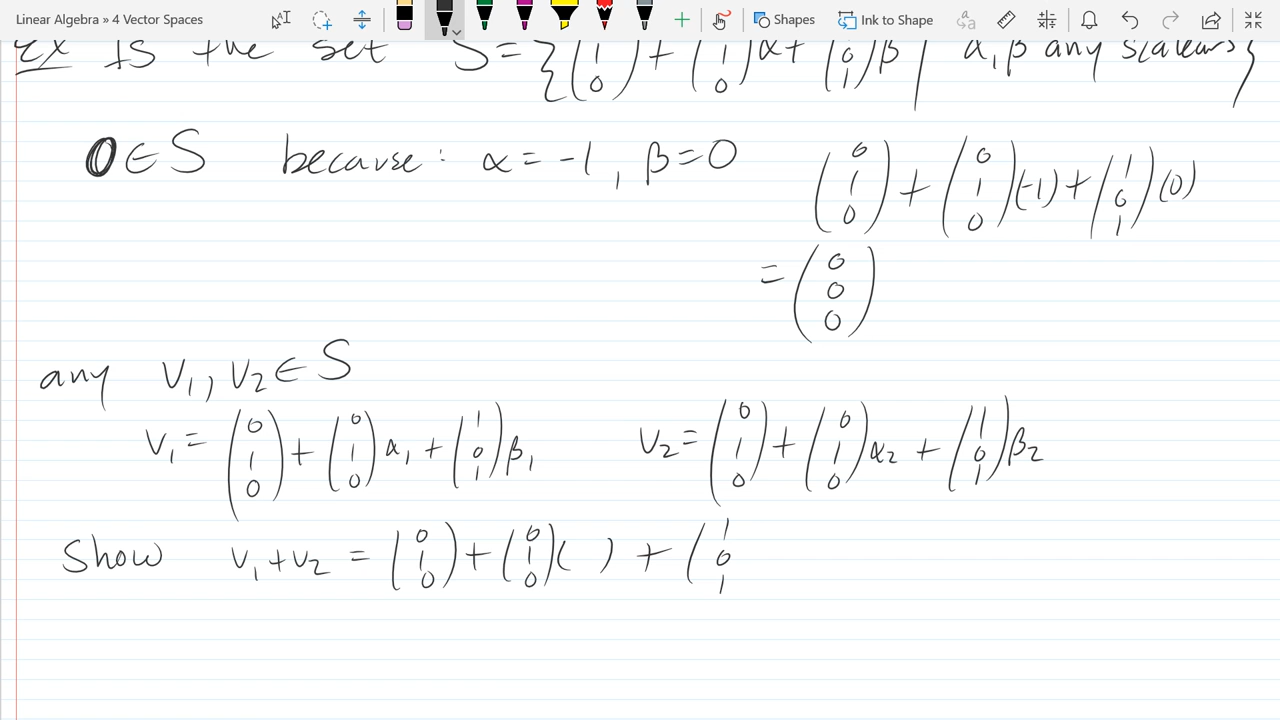 Linear Algebra » 4 Vector Spaces Shapes Ink to Shape
Ex Is the set S = { (1 0) + (1 0) α + (0 1) β | α, β any scalars }
0 ∈ S because: α = -1, β = 0
(0 1 0) + (0 1 0)(-1) + (1 0 1)(0)
= (0 0 0)
any v₁, v₂ ∈ S
v₁ = (0 1 0) + (0 1 0) α₁ + (1 0 1) β₁ v₂ = (0 1 0) + (0 1 0) α₂ + (1 0 1) β₂
Show v₁ + v₂ = (0 1 0) + (0 1 0)( ) + (1 0 1